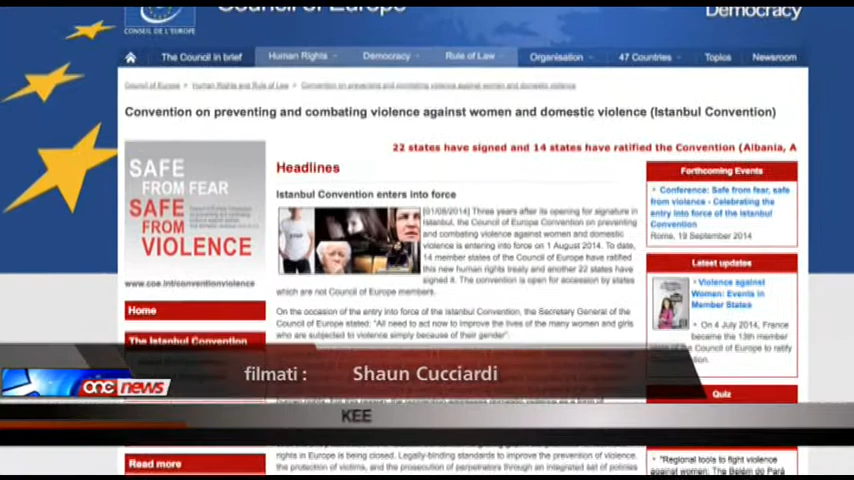 Council of Europe
Democracy
CONSEIL DE L'EUROPE
The Council in brief
Human Rights
Democracy
Rule of Law
Organisation
47 Countries
Topics
Newsroom
Council of Europe > Human Rights and Rule of Law > Convention on preventing and combating violence against women and domestic violence
Convention on preventing and combating violence against women and domestic violence (Istanbul Convention)
22 states have signed and 14 states have ratified the Convention (Albania, A
SAFE
FROM FEAR
SAFE
FROM
VIOLENCE
www.coe.int/conventionviolence
Home
The Istanbul Convention
Read more
Headlines
Istanbul Convention enters into force
[01/08/2014] Three years after its opening for signature in
Istanbul, the Council of Europe Convention on preventing
and combating violence against women and domestic
violence is entering into force on 1 August 2014. To date,
14 member states of the Council of Europe have ratified
this new human rights treaty and another 22 states have
signed it. The convention is open for accession by states
which are not Council of Europe members.
On the occasion of the entry into force of the Istanbul Convention, the Secretary General of the
Council of Europe stated: "All need to act now to improve the lives of the many women and girls
who are subjected to violence simply because of their gender".
rights in Europe is being closed. Legally-binding standards to improve the prevention of violence,
the protection of victims, and the prosecution of perpetrators through an integrated set of policies
Forthcoming Events
Conference: Safe from fear, safe
from violence - Celebrating the
entry into force of the Istanbul
Convention
Rome, 19 September 2014
Latest updates
Violence against
Women: Events in
Member States
On 4 July 2014, France
became the 13th member
of the Council of Europe to ratify
Quiz
"Regional tools to fight violence
against women: The Belém do Pará
one news
filmati : Shaun Cucciardi
KEE